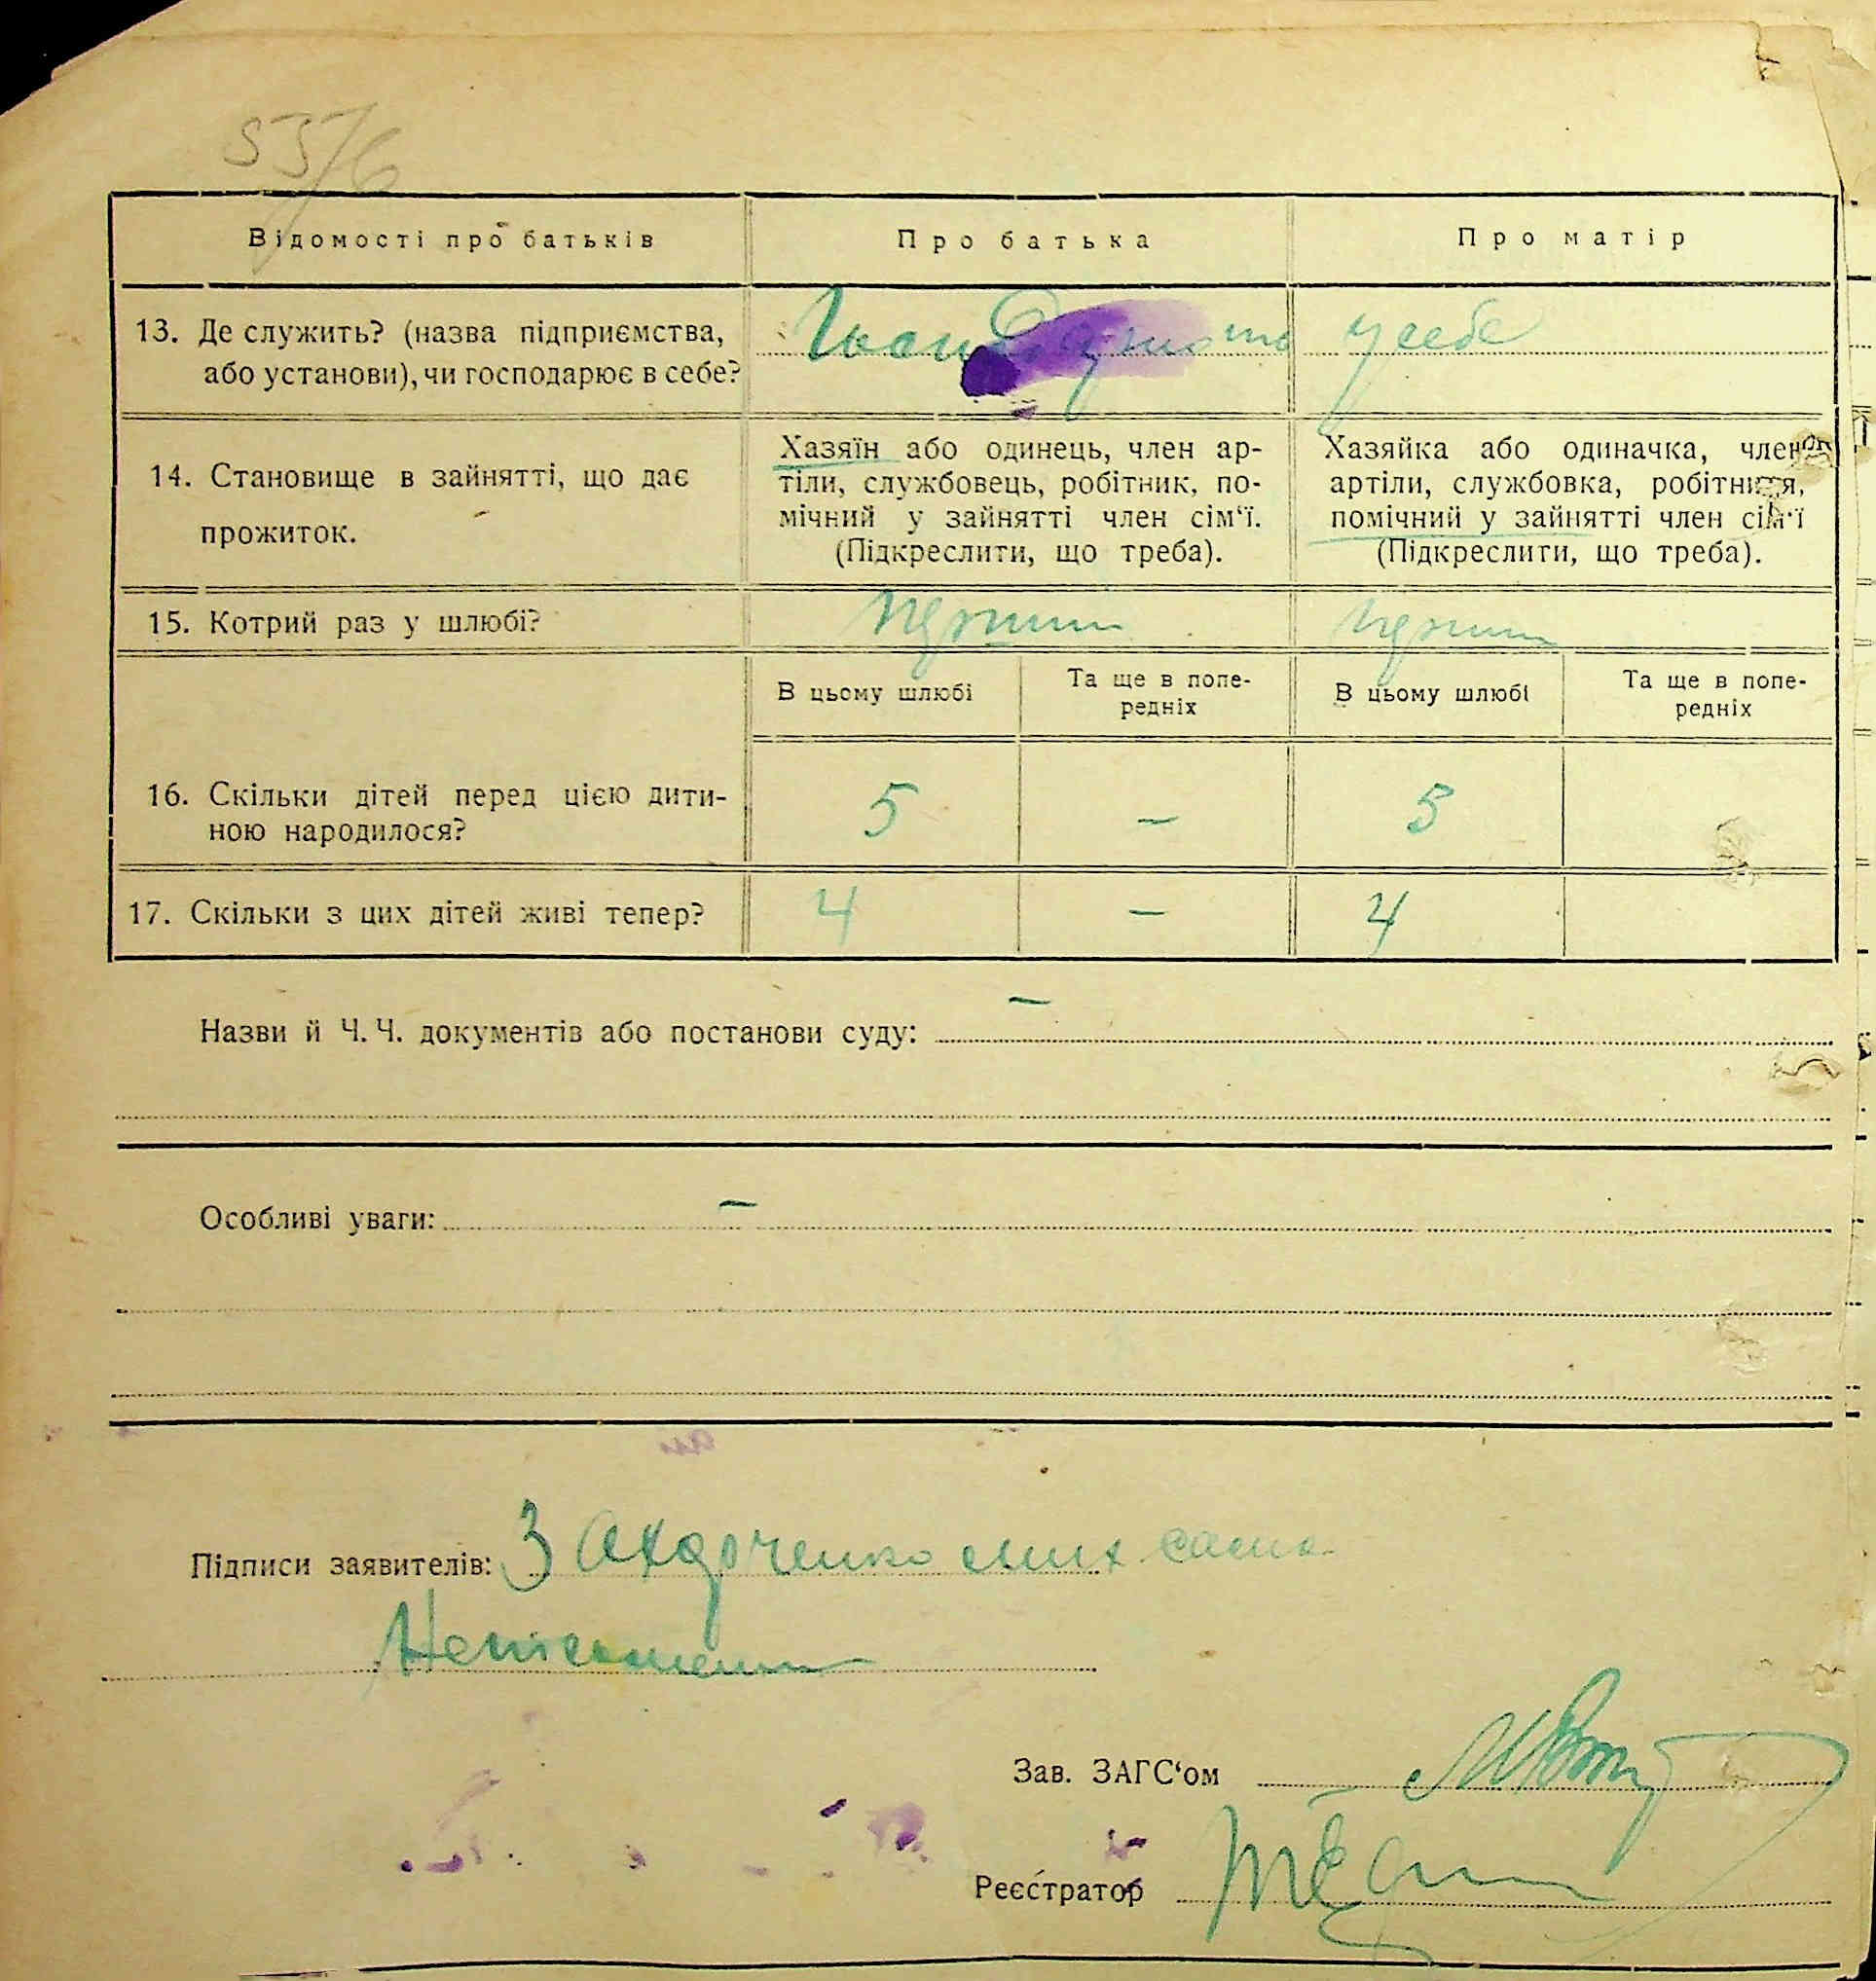 557/6
Відомості про батьків
Про батька
Про матір
13. Де служить? (назва підприємства,
або установи), чи господарює в себе?
у себе
14. Становище в зайнятті, що дає
прожиток.
Хазяїн або одинець, член ар-
тіли, службовець, робітник, по-
мічний у зайнятті член сім‘ї.
(Підкреслити, що треба).
Хазяйка або одиначка, член
артіли, службовка, робітниця,
помічний у зайнятті член сім‘ї
(Підкреслити, що треба).
15. Котрий раз у шлюбі?
перший
перший
В цьому шлюбі
Та ще в попе-
редніх
В цьому шлюбі
Та ще в попе-
редніх
16. Скільки дітей перед цією дити-
ною народилося?
5
—
5
17. Скільки з цих дітей живі тепер?
4
—
4
Назви й Ч. Ч. документів або постанови суду: —
Особливі уваги: —
Підписи заявителів:
Неписьменний
Зав. ЗАГС‘ом
Реєстратор